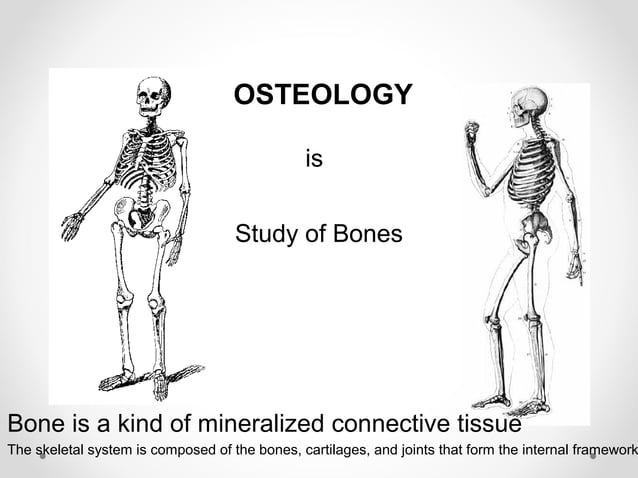 OSTEOLOGY
is
Study of Bones
Bone is a kind of mineralized connective tissue
The skeletal system is composed of the bones, cartilages, and joints that form the internal framework